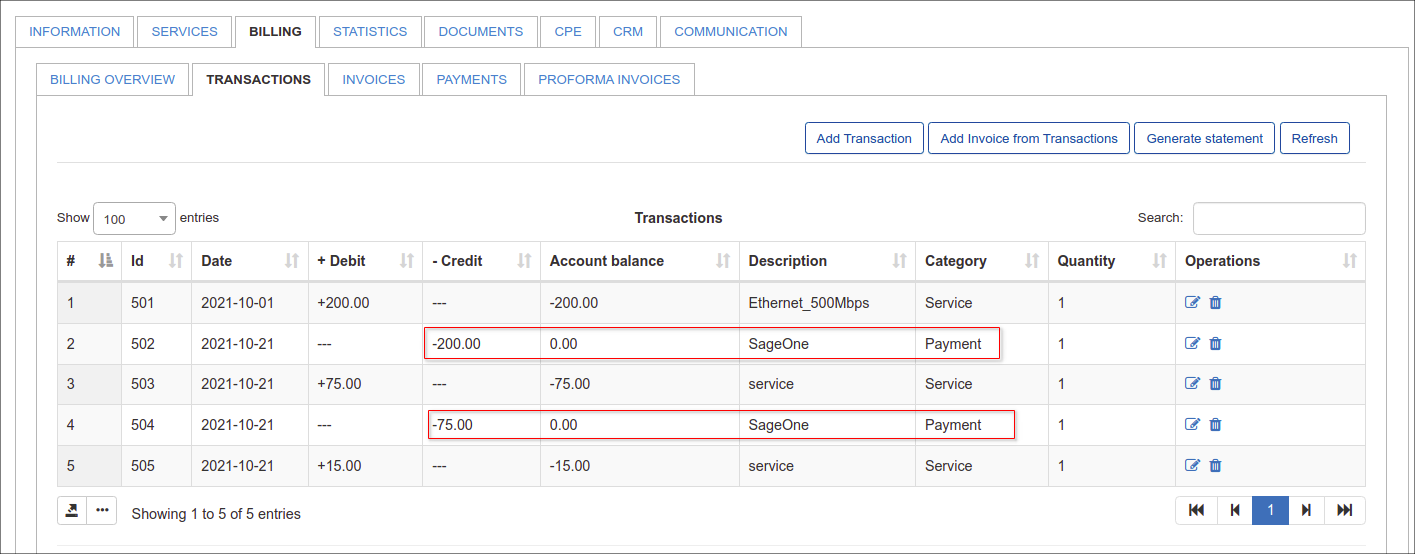 INFORMATION SERVICES BILLING STATISTICS DOCUMENTS CPE CRM COMMUNICATION
BILLING OVERVIEW TRANSACTIONS INVOICES PAYMENTS PROFORMA INVOICES
Add Transaction Add Invoice from Transactions Generate statement Refresh
Show 100 entries Transactions Search:
# Id Date + Debit - Credit Account balance Description Category Quantity Operations
1 501 2021-10-01 +200.00 --- -200.00 Ethernet_500Mbps Service 1
2 502 2021-10-21 --- -200.00 0.00 SageOne Payment 1
3 503 2021-10-21 +75.00 --- -75.00 service Service 1
4 504 2021-10-21 --- -75.00 0.00 SageOne Payment 1
5 505 2021-10-21 +15.00 --- -15.00 service Service 1
Showing 1 to 5 of 5 entries 1